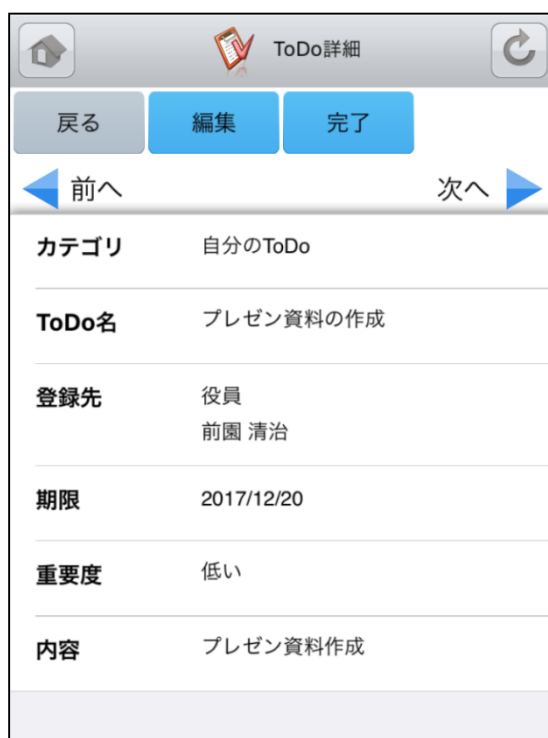 ToDo詳細
戻る 編集 完了
前へ 次へ
カテゴリ 自分のToDo
ToDo名 プレゼン資料の作成
登録先 役員
前園 清治
期限 2017/12/20
重要度 低い
内容 プレゼン資料作成